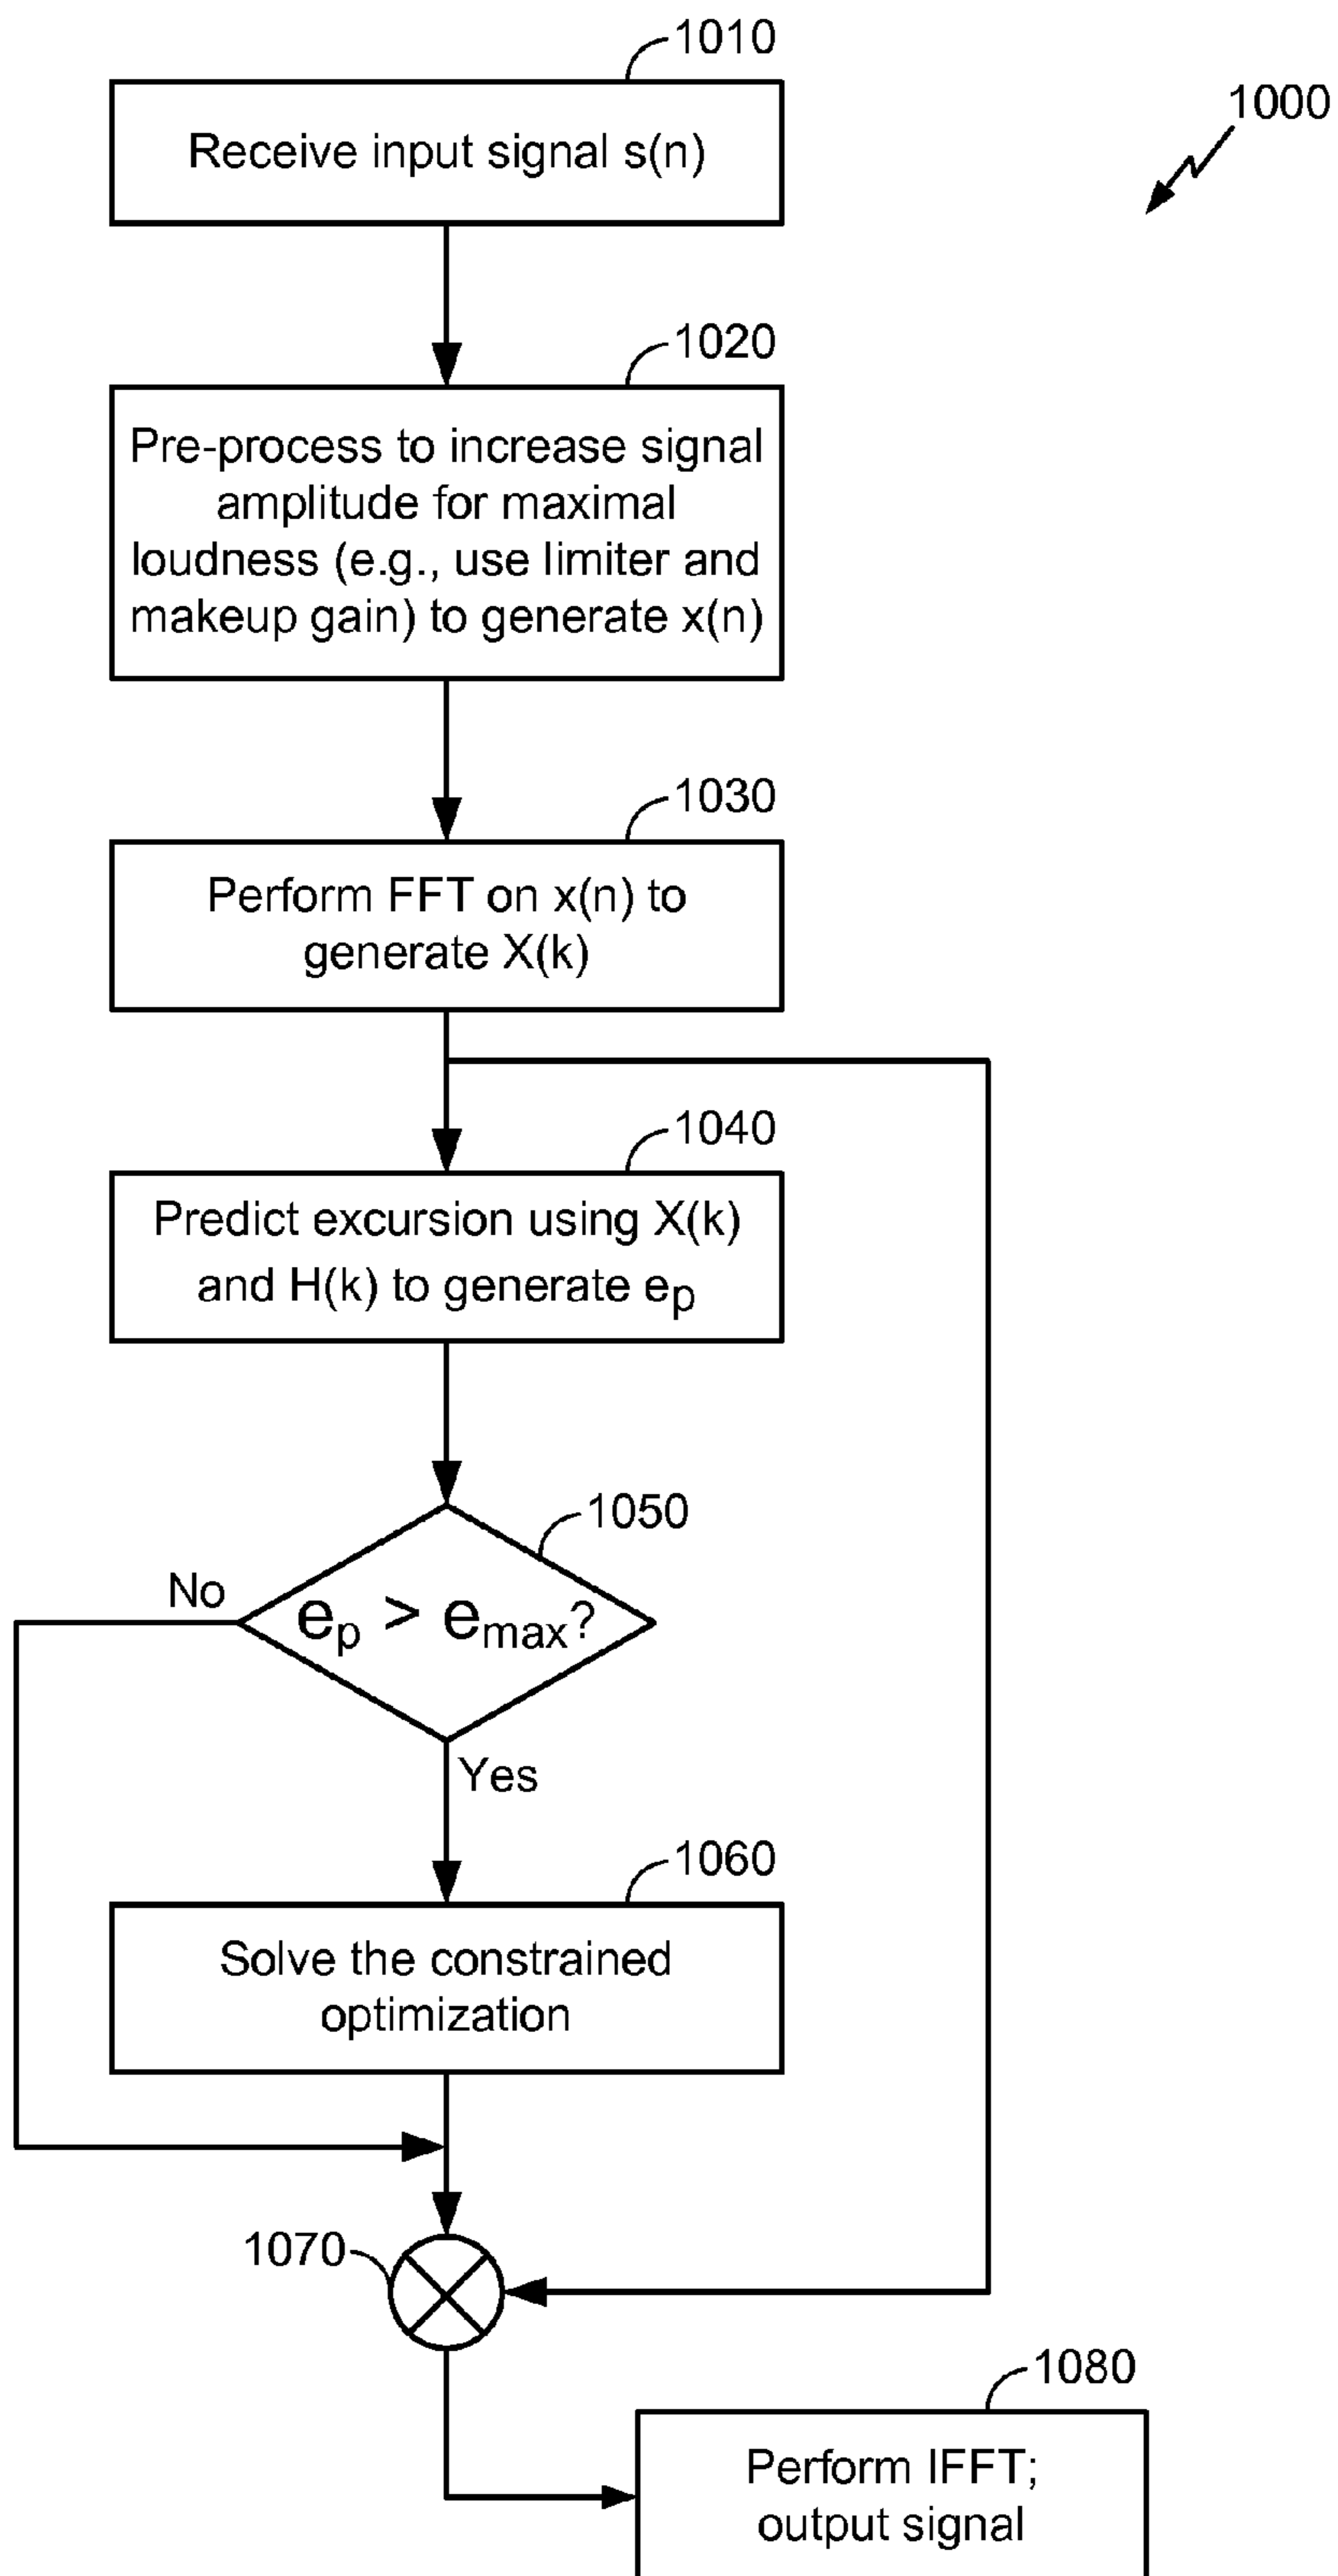 1010
1000
Receive input signal s(n)
1020
Pre-process to increase signal
amplitude for maximal
loudness (e.g., use limiter and
makeup gain) to generate x(n)
1030
Perform FFT on x(n) to
generate X(k)
1040
Predict excursion using X(k)
and H(k) to generate eₚ
1050
No
eₚ > eₘₐₓ?
Yes
1060
Solve the constrained
optimization
1070
1080
Perform IFFT;
output signal